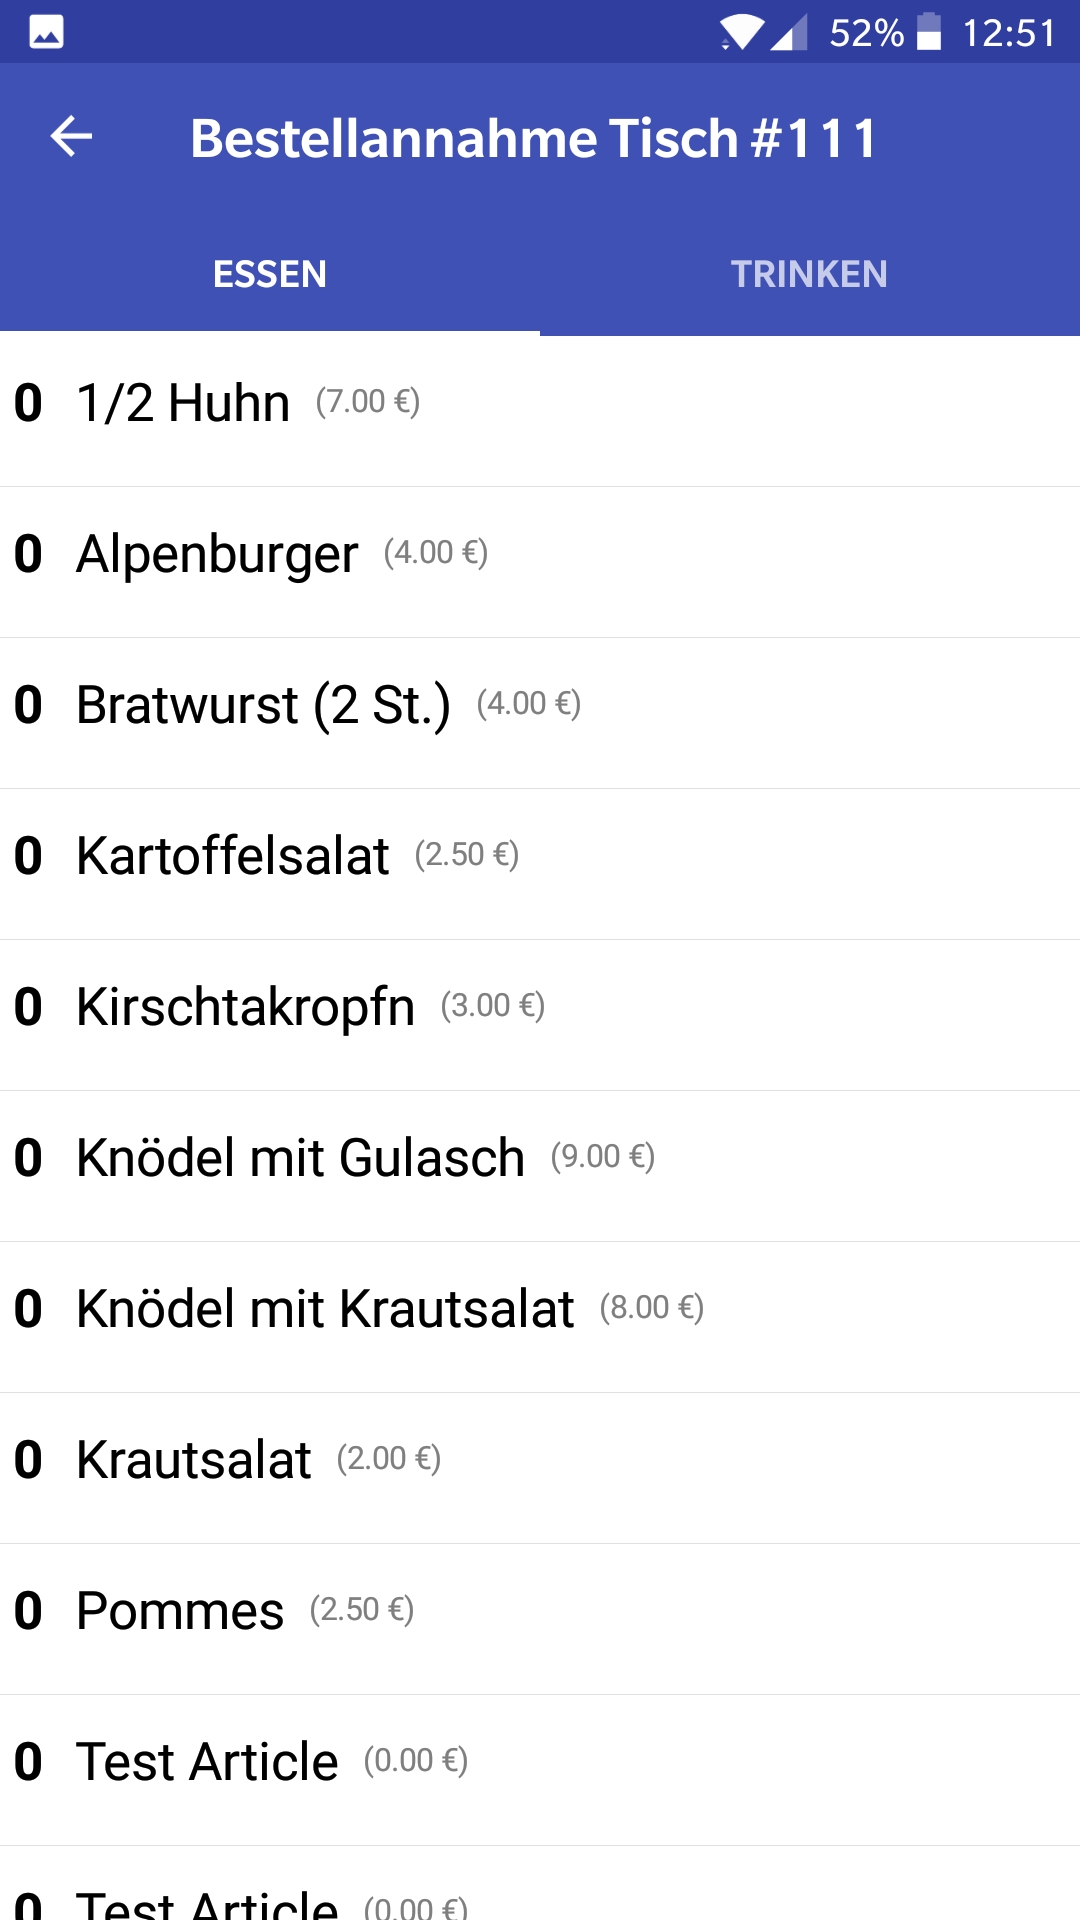 52% 12:51
Bestellannahme Tisch #111
ESSEN TRINKEN
0 1/2 Huhn (7.00 €)
0 Alpenburger (4.00 €)
0 Bratwurst (2 St.) (4.00 €)
0 Kartoffelsalat (2.50 €)
0 Kirschtakropfn (3.00 €)
0 Knödel mit Gulasch (9.00 €)
0 Knödel mit Krautsalat (8.00 €)
0 Krautsalat (2.00 €)
0 Pommes (2.50 €)
0 Test Article (0.00 €)
0 Test Article (0.00 €)